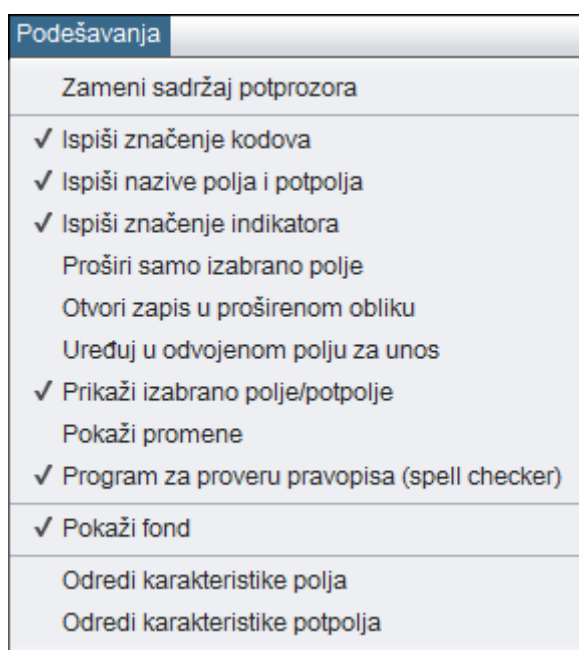 Podešavanja
Zameni sadržaj potprozora
✓ Ispiši značenje kodova
✓ Ispiši nazive polja i potpolja
✓ Ispiši značenje indikatora
Proširi samo izabrano polje
Otvori zapis u proširenom obliku
Uređuj u odvojenom polju za unos
✓ Prikaži izabrano polje/potpolje
Pokaži promene
✓ Program za proveru pravopisa (spell checker)
✓ Pokaži fond
Odredi karakteristike polja
Odredi karakteristike potpolja